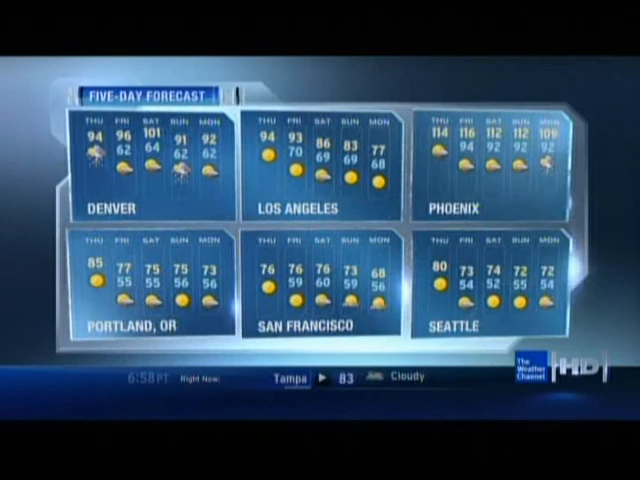 FIVE-DAY FORECAST
THU FRI SAT SUN MON
94 96 101 91 92
62 64 62 62
DENVER
THU FRI SAT SUN MON
94 93 86 83 77
70 69 69 68
LOS ANGELES
THU FRI SAT SUN MON
114 116 112 112 109
94 92 92 92
PHOENIX
THU FRI SAT SUN MON
85 77 75 75 73
55 55 56 56
PORTLAND, OR
THU FRI SAT SUN MON
76 76 76 73 68
59 60 59 56
SAN FRANCISCO
THU FRI SAT SUN MON
80 73 74 72 72
54 52 55 54
SEATTLE
The
Weather
Channel
HD
6:58 PT Right Now: Tampa 83 Cloudy